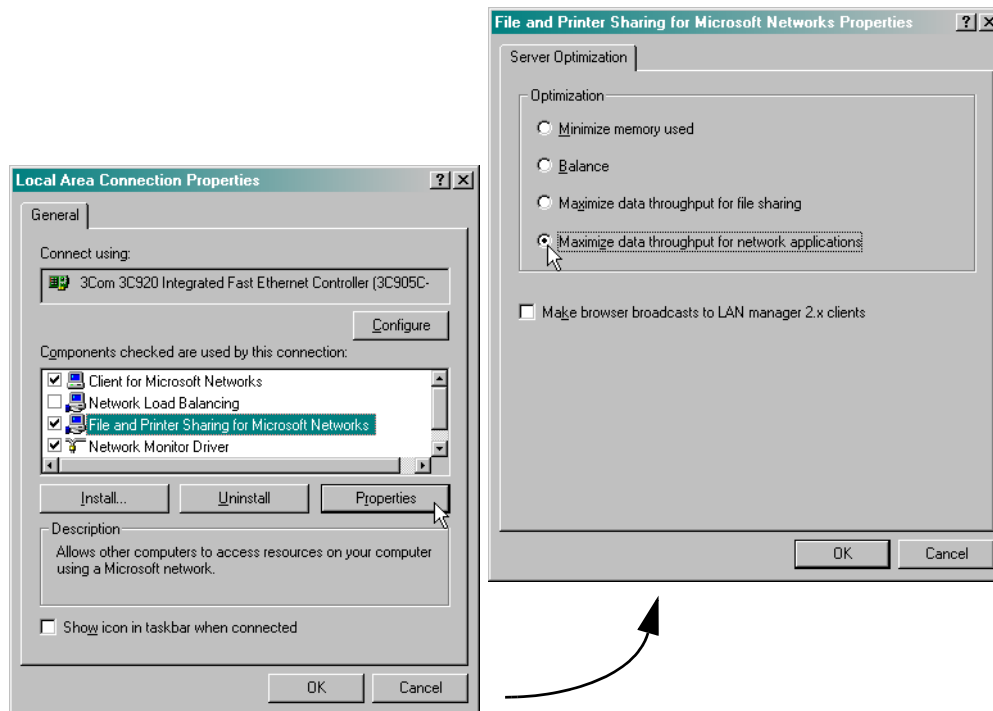 File and Printer Sharing for Microsoft Networks Properties
Server Optimization
Optimization
Minimize memory used
Balance
Maximize data throughput for file sharing
Maximize data throughput for network applications
Make browser broadcasts to LAN manager 2.x clients
OK
Cancel
Local Area Connection Properties
General
Connect using:
3Com 3C920 Integrated Fast Ethernet Controller (3C905C-
Configure
Components checked are used by this connection:
Client for Microsoft Networks
Network Load Balancing
File and Printer Sharing for Microsoft Networks
Network Monitor Driver
Install...
Uninstall
Properties
Description
Allows other computers to access resources on your computer
using a Microsoft network.
Show icon in taskbar when connected
OK
Cancel